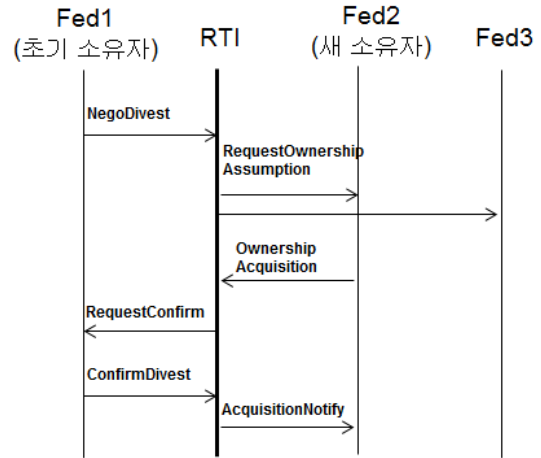 Fed1
(초기 소유자)
RTI
Fed2
(새 소유자)
Fed3
NegoDivest
RequestOwnership
Assumption
Ownership
Acquisition
RequestConfirm
ConfirmDivest
AcquisitionNotify